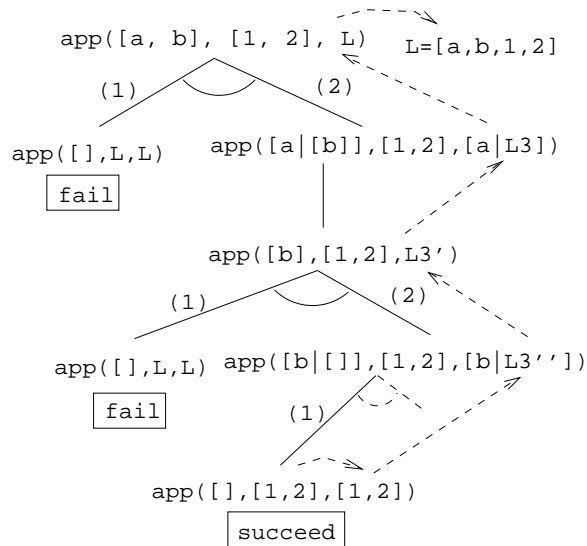 app([a, b], [1, 2], L)
L=[a,b,1,2]
(1)
(2)
app([],L,L)
app([a|[b]],[1,2],[a|L3])
fail
app([b],[1,2],L3')
(1)
(2)
app([],L,L)
app([b|[]],[1,2],[b|L3''])
fail
(1)
app([],[1,2],[1,2])
succeed